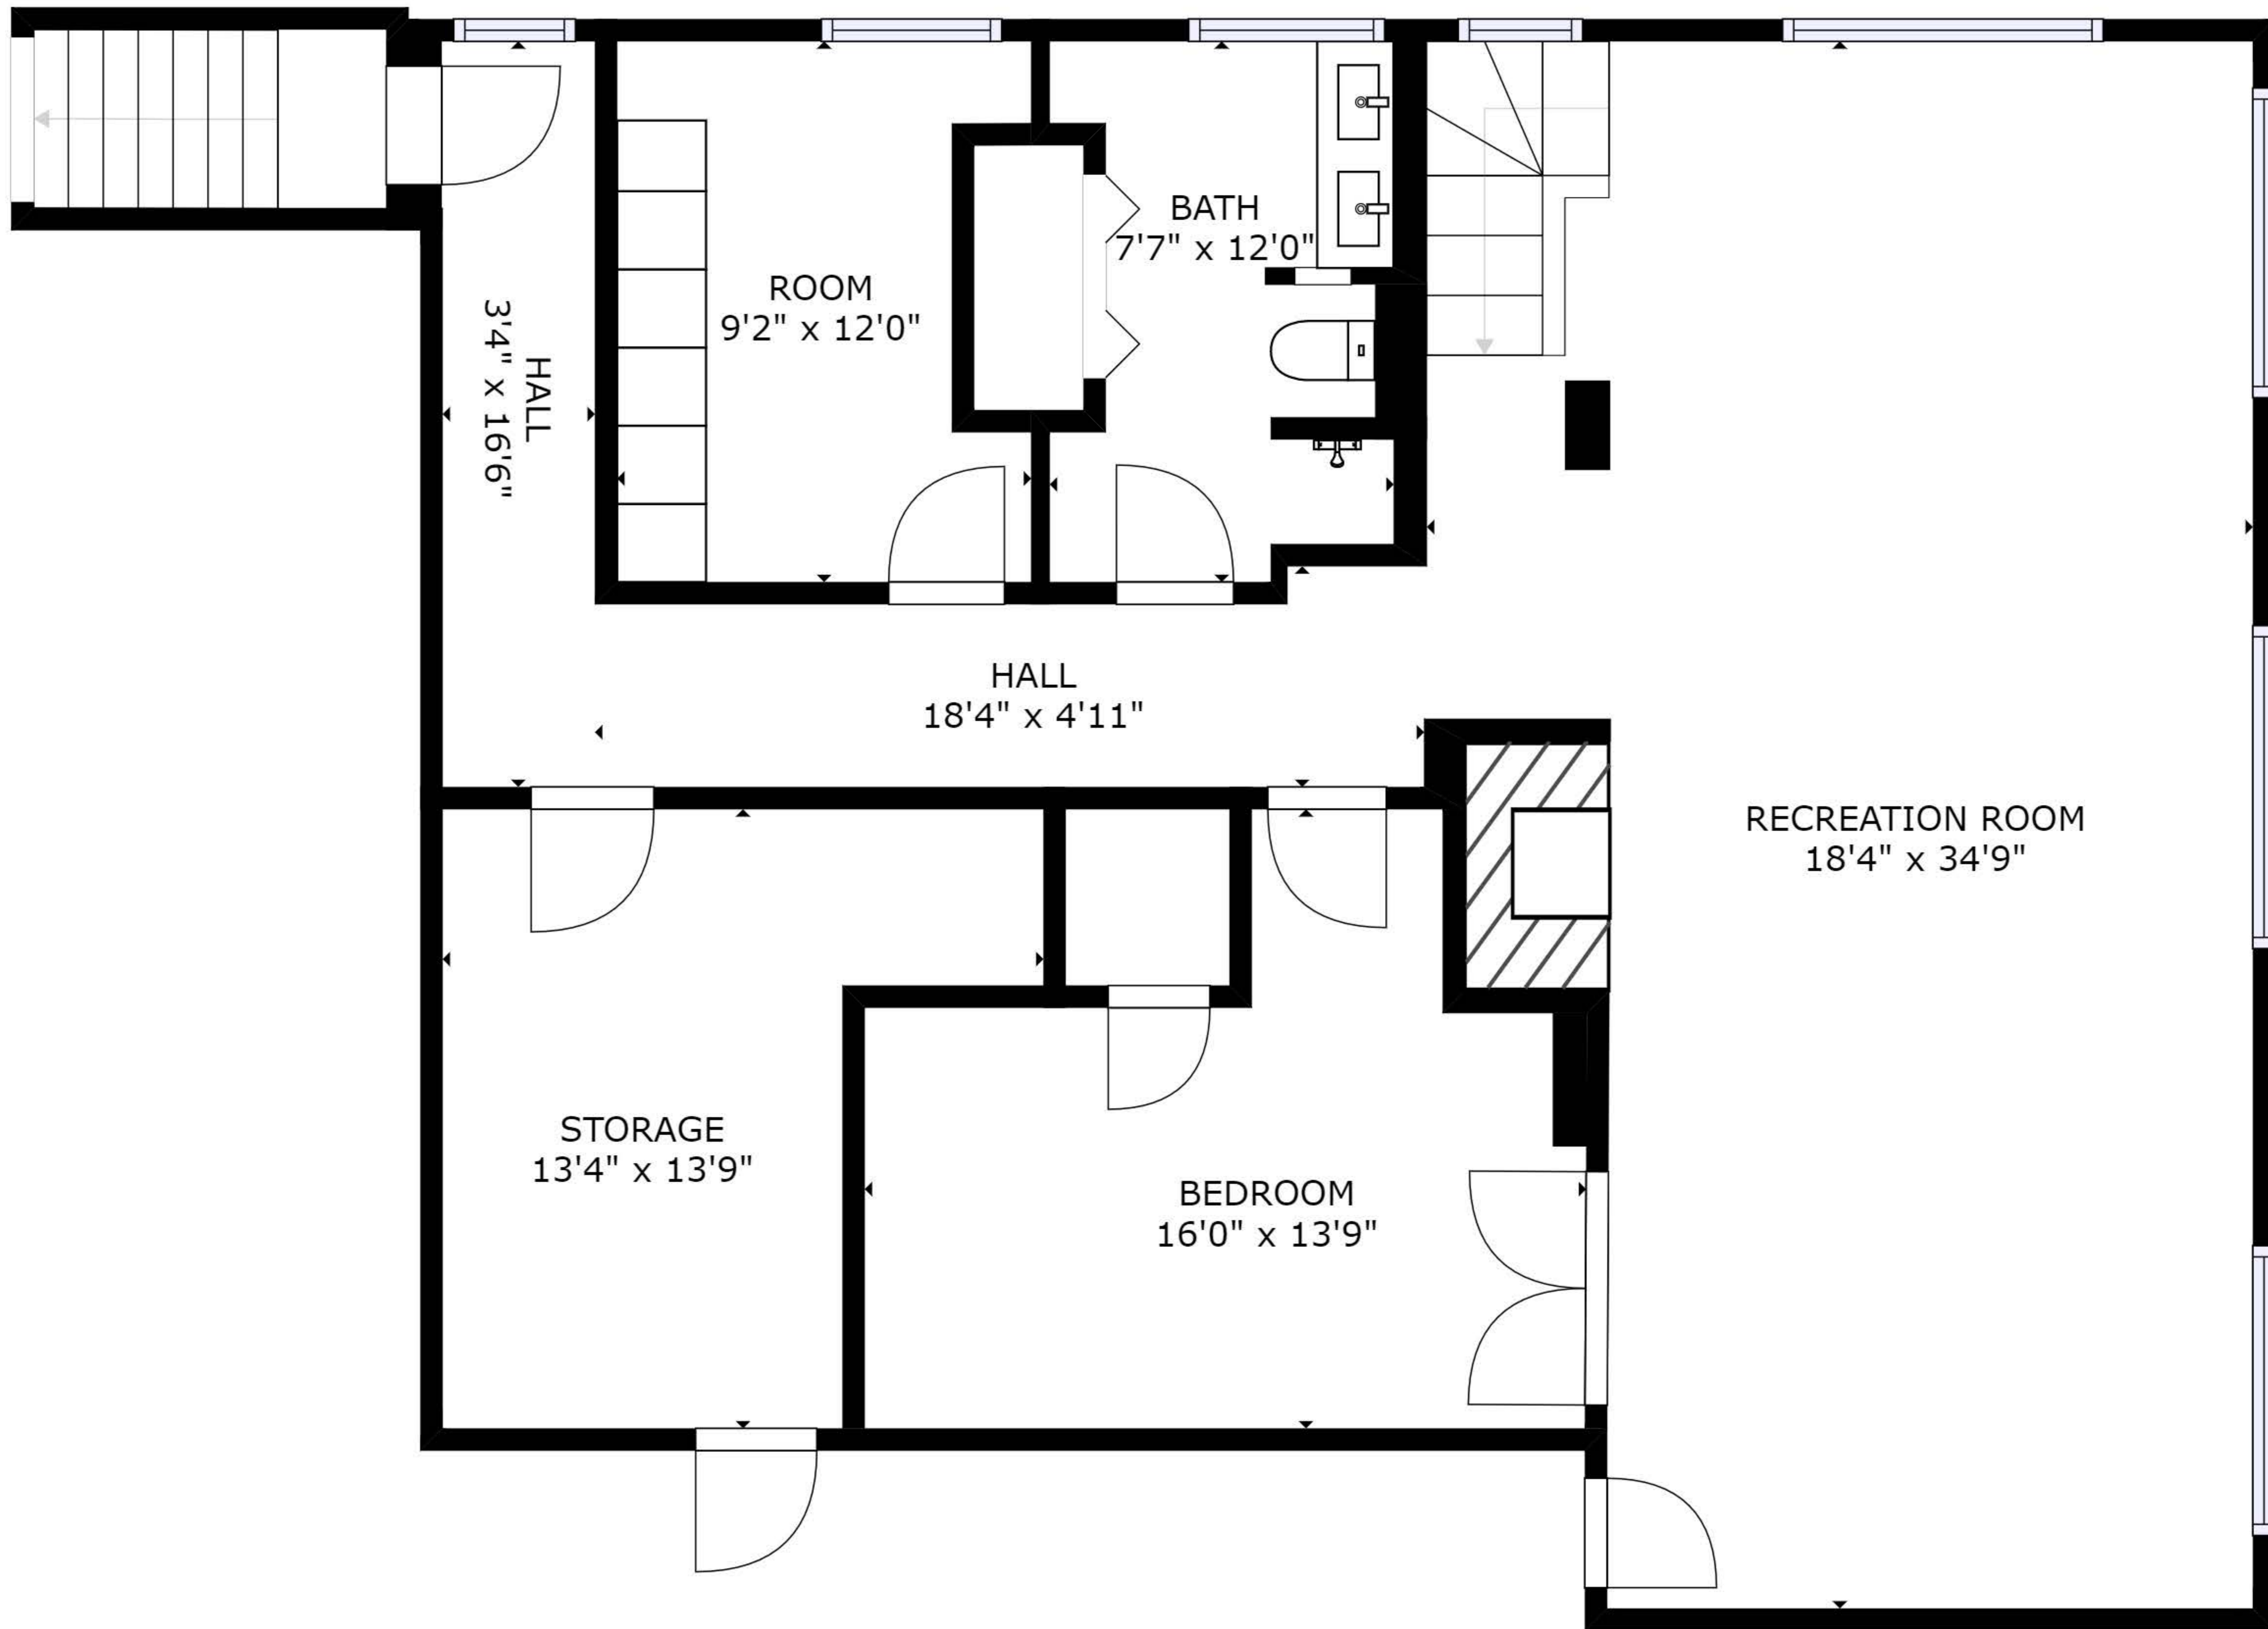 BATH
7'7" x 12'0"
ROOM
9'2" x 12'0"
HALL
3'4" x 16'6"
HALL
18'4" x 4'11"
RECREATION ROOM
18'4" x 34'9"
STORAGE
13'4" x 13'9"
BEDROOM
16'0" x 13'9"